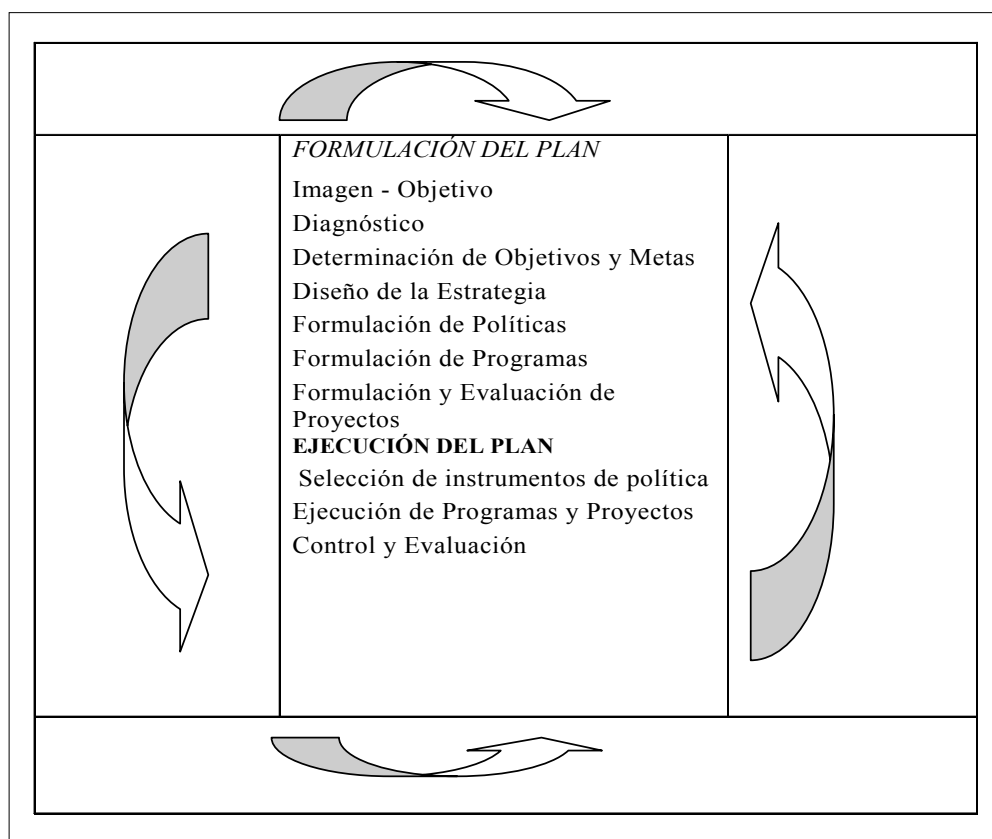 FORMULACIÓN DEL PLAN
Imagen - Objetivo
Diagnóstico
Determinación de Objetivos y Metas
Diseño de la Estrategia
Formulación de Políticas
Formulación de Programas
Formulación y Evaluación de
Proyectos
EJECUCIÓN DEL PLAN
Selección de instrumentos de política
Ejecución de Programas y Proyectos
Control y Evaluación